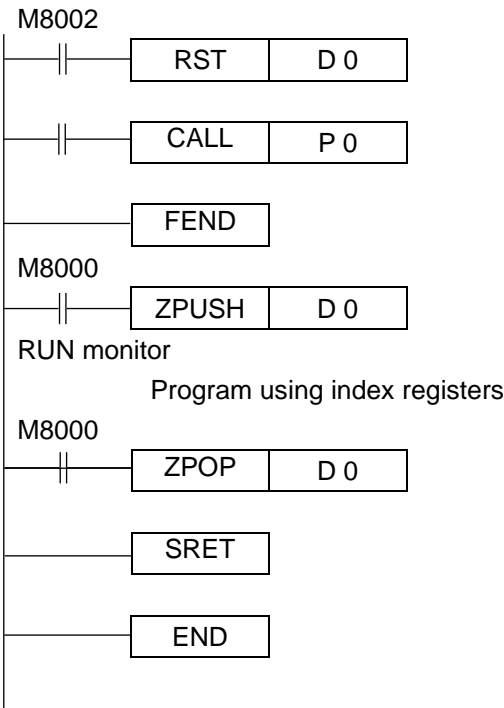 M8002
RST D 0
CALL P 0
FEND
M8000
ZPUSH D 0
RUN monitor
Program using index registers
M8000
ZPOP D 0
SRET
END